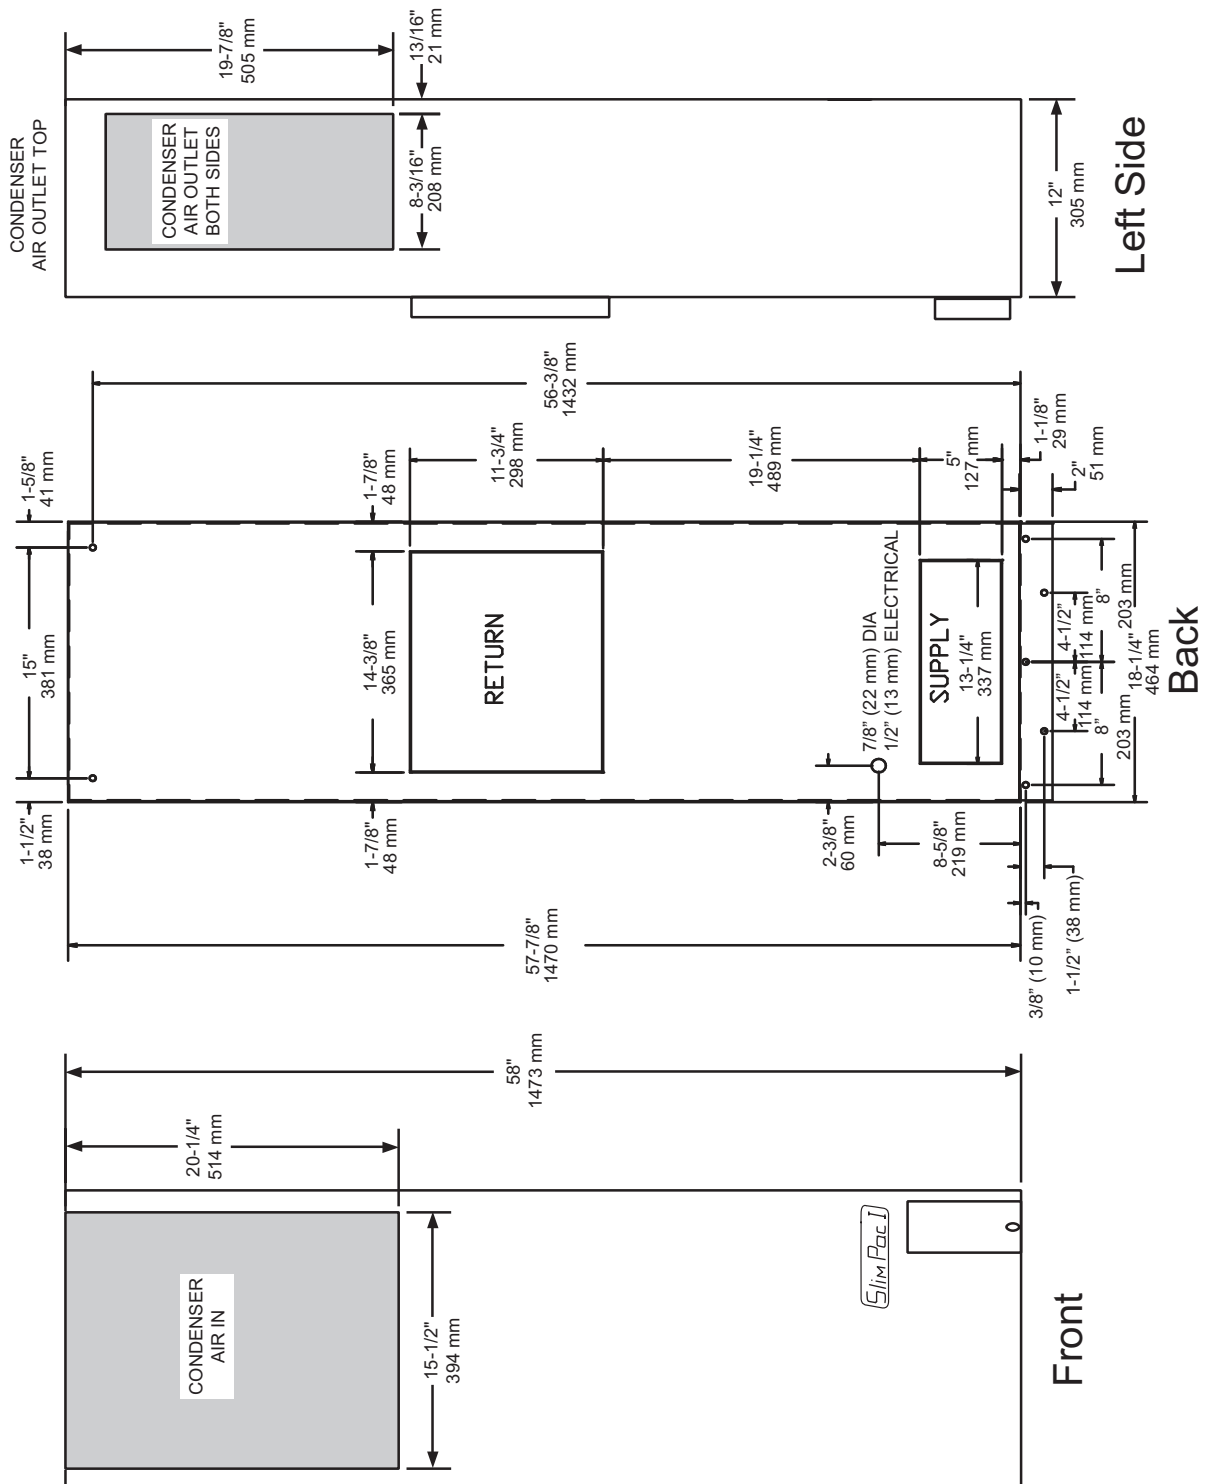 CONDENSER
AIR OUTLET TOP
CONDENSER
AIR OUTLET
BOTH SIDES
19-7/8"
505 mm
13/16"
21 mm
8-3/16"
208 mm
12"
305 mm
Left Side
1-5/8"
41 mm
15"
381 mm
1-1/2"
38 mm
56-3/8"
1432 mm
1-7/8"
48 mm
11-3/4"
298 mm
14-3/8"
365 mm
RETURN
1-7/8"
48 mm
19-1/4"
489 mm
5"
127 mm
1-1/8"
29 mm
2"
51 mm
7/8” (22 mm) DIA
1/2” (13 mm) ELECTRICAL
SUPPLY
13-1/4"
337 mm
2-3/8"
60 mm
8-5/8"
219 mm
4-1/2”
114 mm
8”
203 mm
4-1/2”
114 mm
8”
203 mm
18-1/4"
464 mm
57-7/8"
1470 mm
3/8” (10 mm)
1-1/2” (38 mm)
Back
58"
1473 mm
20-1/4"
514 mm
CONDENSER
AIR IN
15-1/2"
394 mm
Slim Pac I
Front